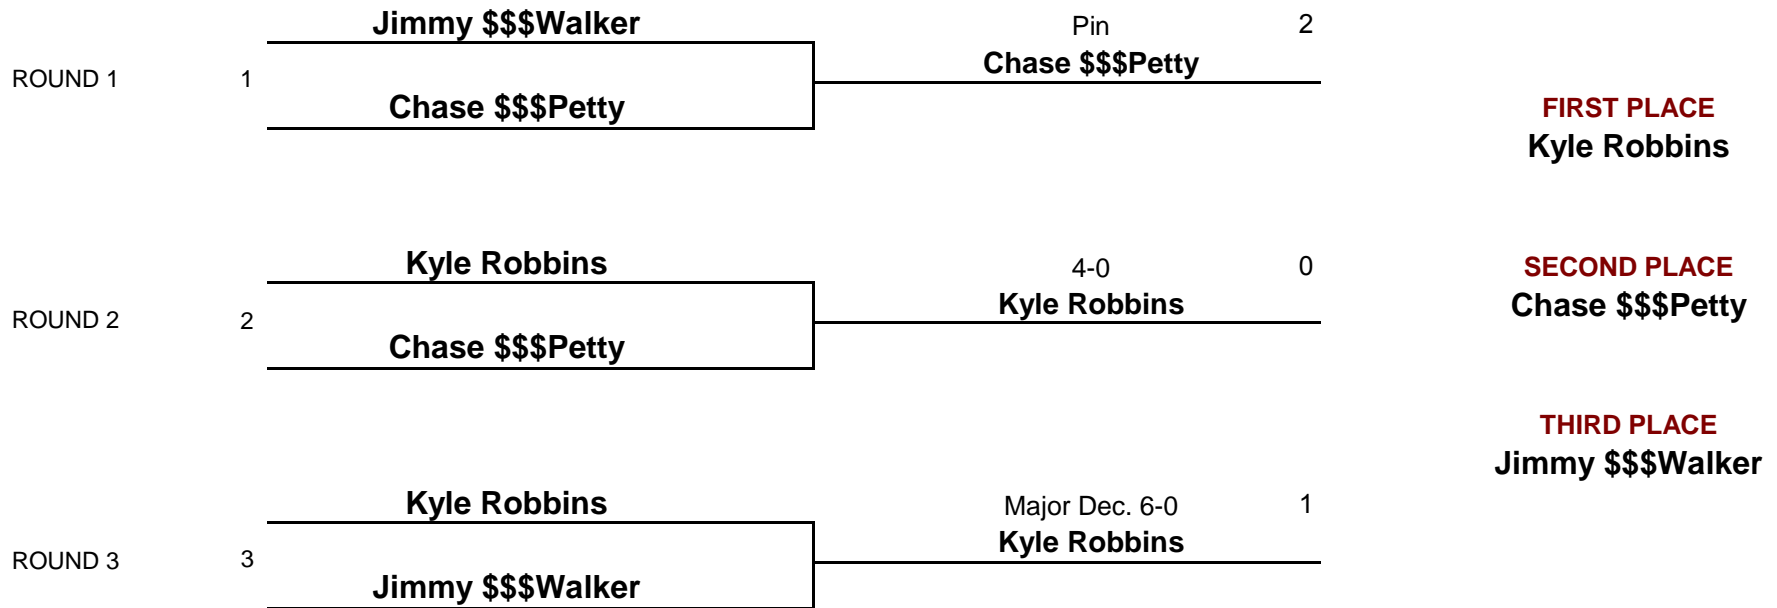 Jimmy $$$Walker
Pin 2
Chase $$$Petty
ROUND 1 1
Chase $$$Petty
FIRST PLACE
Kyle Robbins
Kyle Robbins
4-0 0
SECOND PLACE
Kyle Robbins
Chase $$$Petty
ROUND 2 2
Chase $$$Petty
THIRD PLACE
Jimmy $$$Walker
Kyle Robbins
Major Dec. 6-0 1
Kyle Robbins
ROUND 3 3
Jimmy $$$Walker